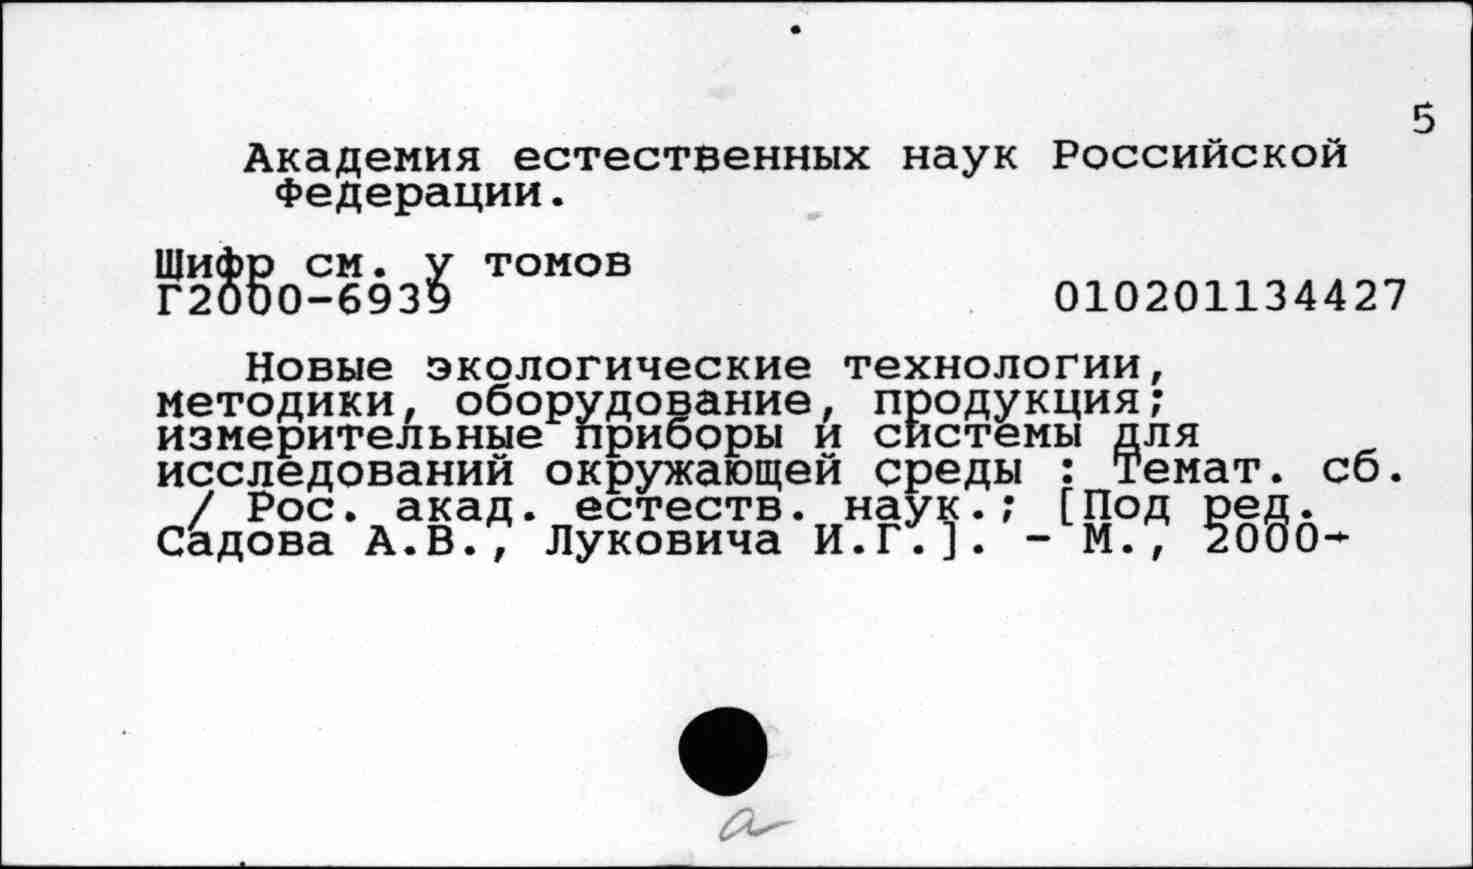 5
Академия естественных наук Российской
Федерации.
Шифр см. у томов
Г2000-6939 010201134427
Новые экологические технологии,
методики, оборудование, продукция;
измерительные приборы и системы для
исследований окружающей среды : Темат. сб.
/ Рос. акад. естеств. наук.; [Под ред.
Садова А.В., Луковича И.Г.]. - М., 2000-
а